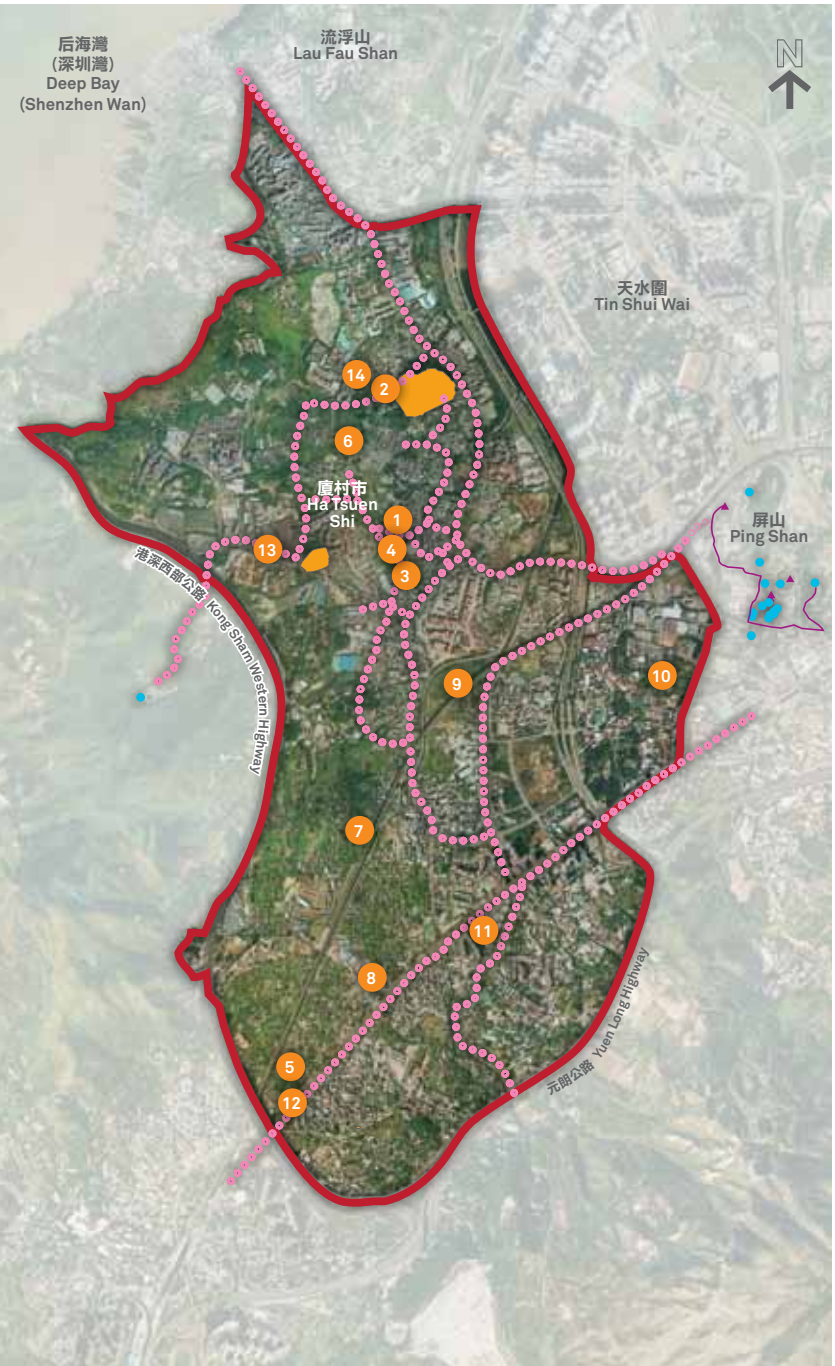 后海灣
(深圳灣)
Deep Bay
(Shenzhen Wan)
流浮山
Lau Fau Shan
N
天水圍
Tin Shui Wai
14
2
6
廈村市
Ha Tsuen
Shi
1
4
3
13
屏山
Ping Shan
港深西部公路 Kong Sham Western Highway
9
10
7
11
8
5
12
元朗公路 Yuen Long Highway